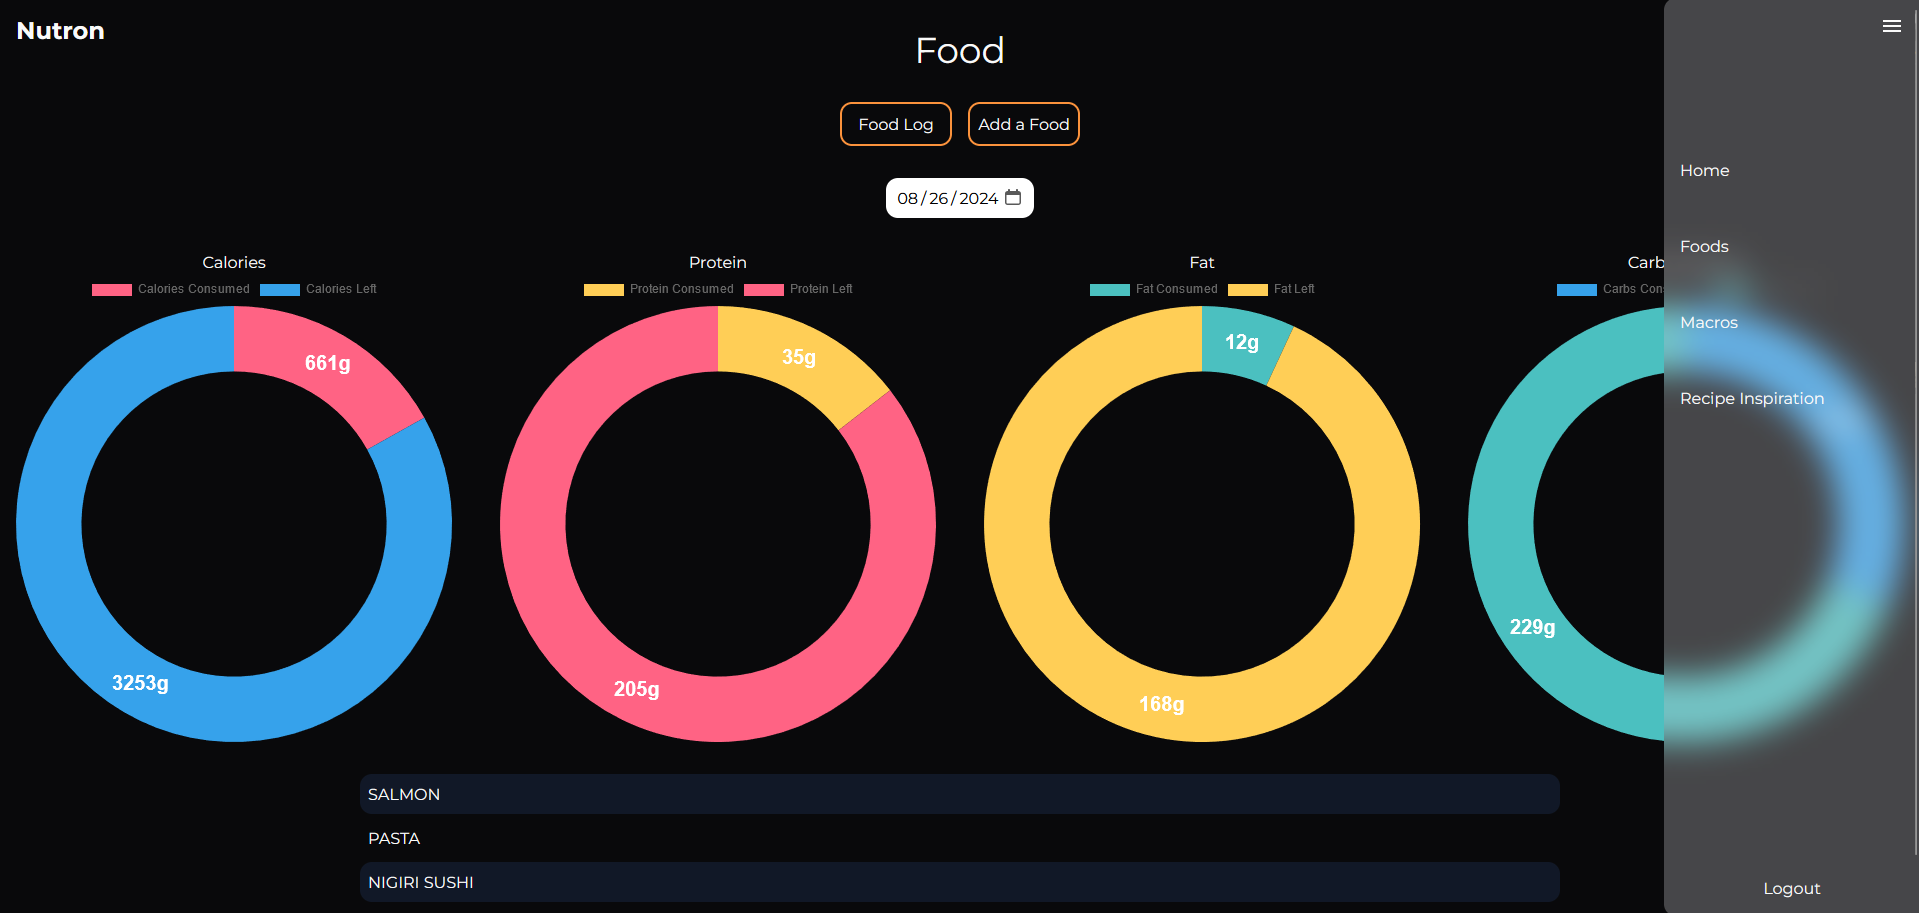 Nutron
Food
Food Log
Add a Food
08/26/2024
Calories
Calories Consumed
Calories Left
661g
3253g
Protein
Protein Consumed
Protein Left
35g
205g
Fat
Fat Consumed
Fat Left
12g
168g
Carb
Carbs Con
229g
SALMON
PASTA
NIGIRI SUSHI
Home
Foods
Macros
Recipe Inspiration
Logout